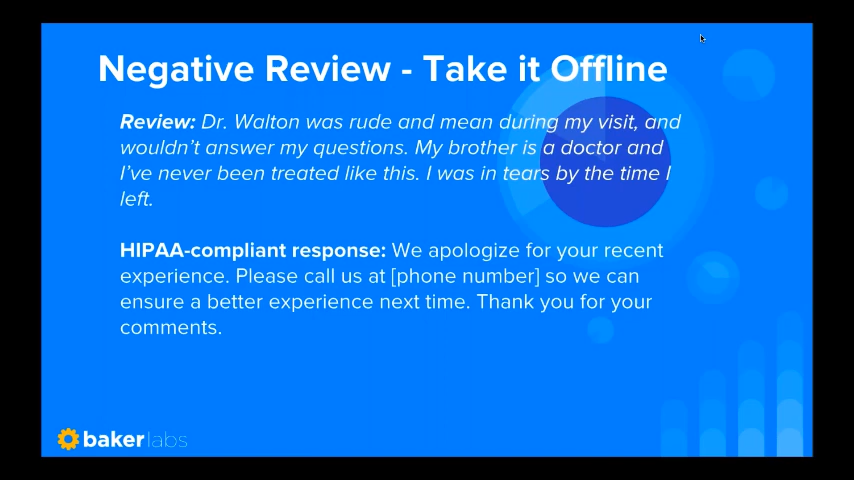 Negative Review - Take it Offline
Review: Dr. Walton was rude and mean during my visit, and
wouldn't answer my questions. My brother is a doctor and
I've never been treated like this. I was in tears by the time I
left.
HIPAA-compliant response: We apologize for your recent
experience. Please call us at [phone number] so we can
ensure a better experience next time. Thank you for your
comments.
bakerlabs